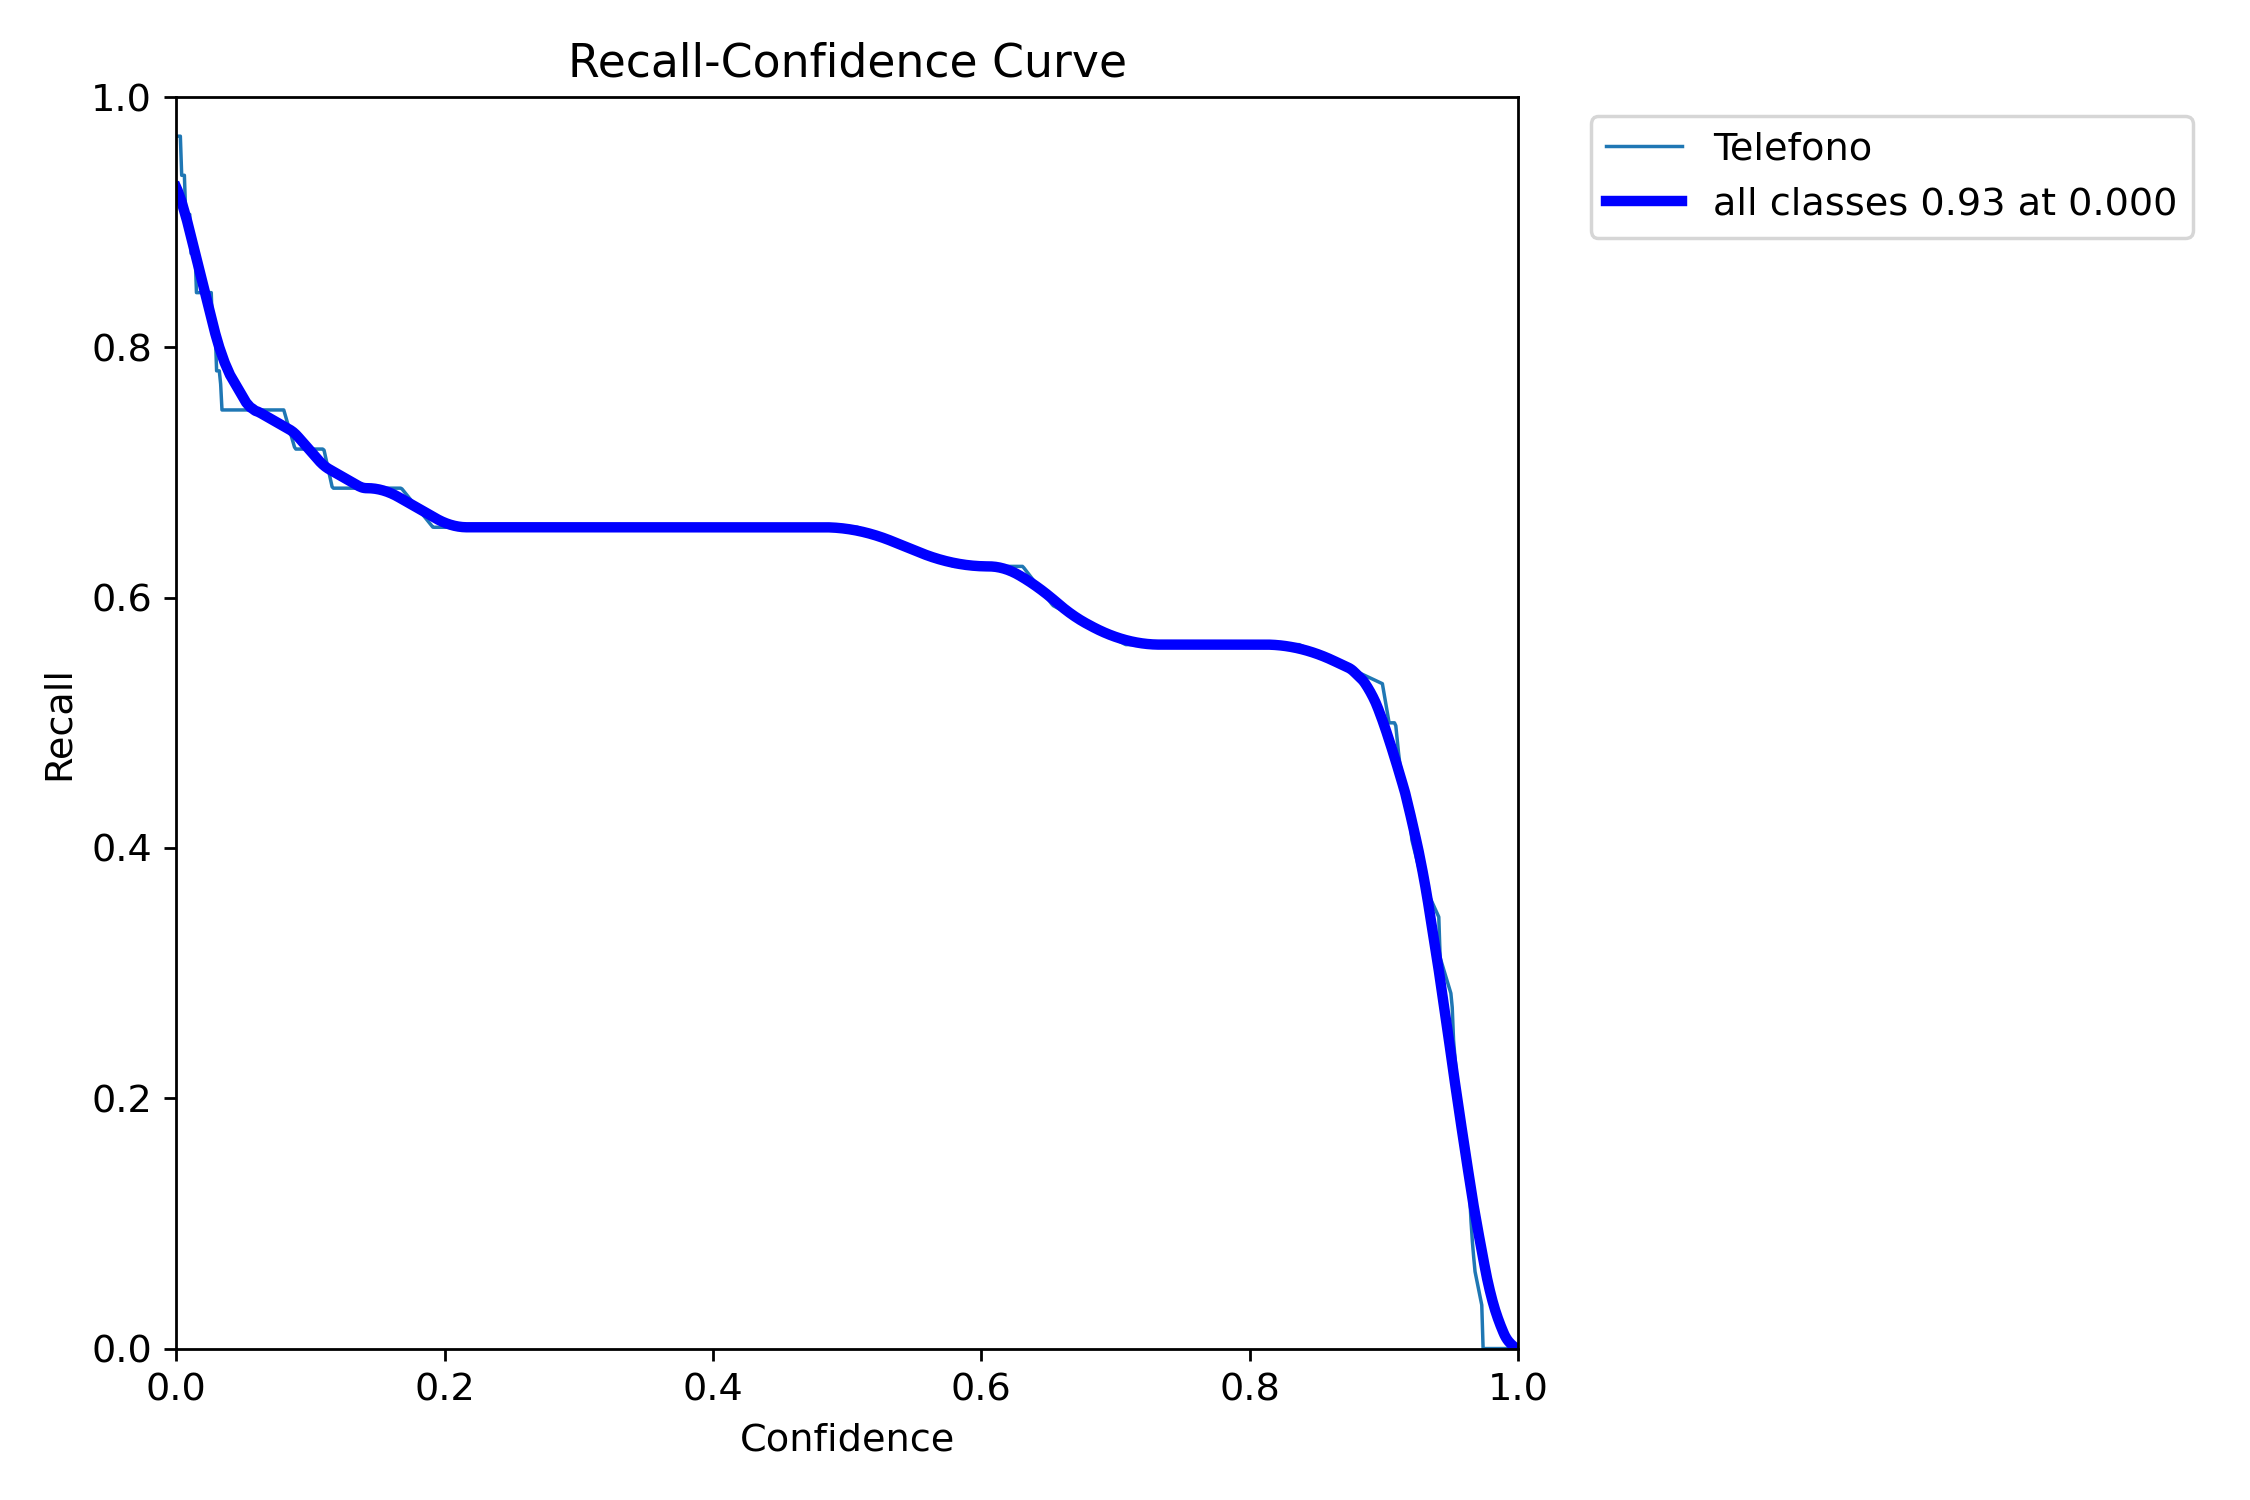 Recall-Confidence Curve
1.0
0.8
0.6
0.4
0.2
0.0
Recall
0.0 0.2 0.4 0.6 0.8 1.0
Confidence
Telefono
all classes 0.93 at 0.000